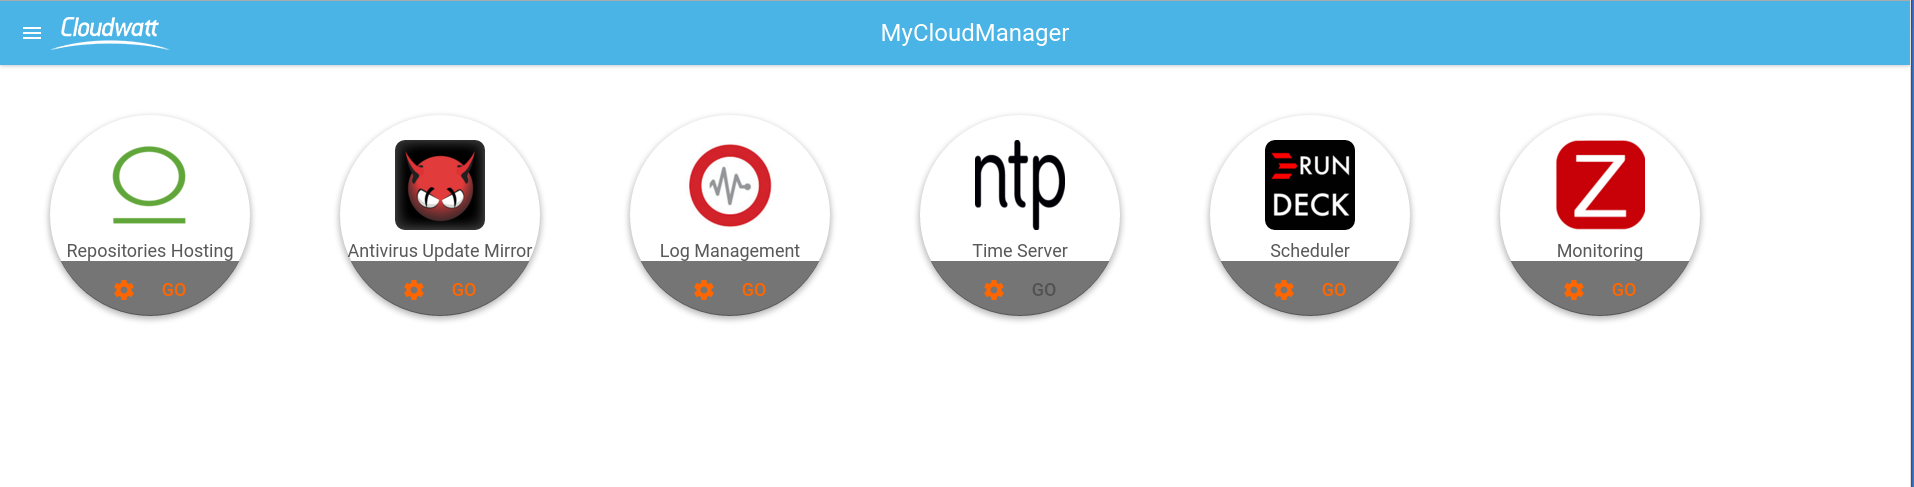 Cloudwatt
MyCloudManager
Repositories Hosting
GO
Antivirus Update Mirror
GO
Log Management
GO
ntp
Time Server
GO
RUN
DECK
Scheduler
GO
Z
Monitoring
GO